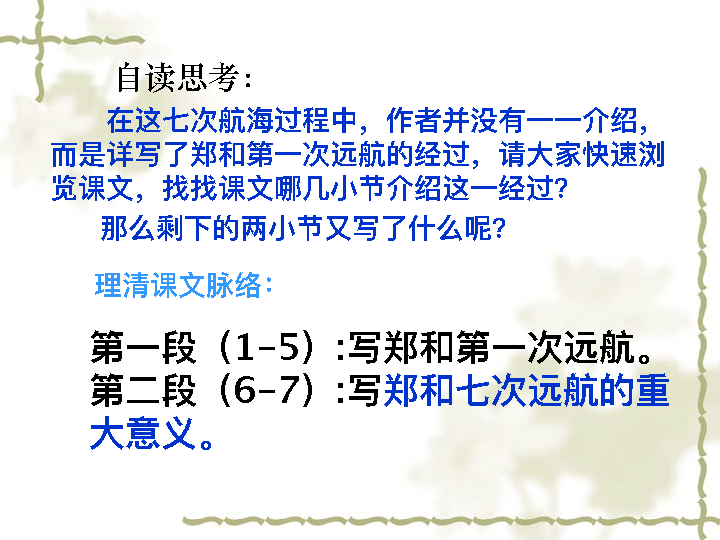 自读思考：
在这七次航海过程中，作者并没有一一介绍，
而是详写了郑和第一次远航的经过，请大家快速浏
览课文，找找课文哪几小节介绍这一经过？
那么剩下的两小节又写了什么呢？
理清课文脉络：
第一段（1-5）:写郑和第一次远航。
第二段（6-7）:写郑和七次远航的重
大意义。